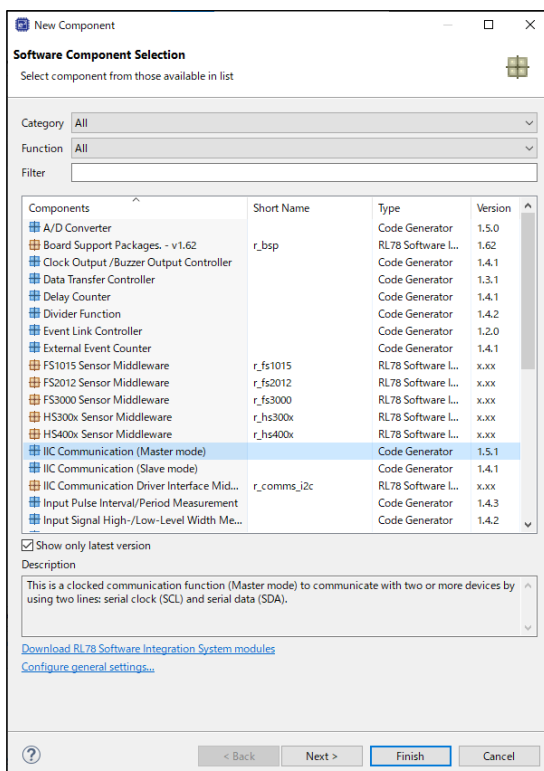 New Component
Software Component Selection
Select component from those available in list
Category All
Function All
Filter
Components Short Name Type Version
A/D Converter Code Generator 1.5.0
Board Support Packages. - v1.62 r_bsp RL78 Software I... 1.62
Clock Output /Buzzer Output Controller Code Generator 1.4.1
Data Transfer Controller Code Generator 1.3.1
Delay Counter Code Generator 1.4.1
Divider Function Code Generator 1.4.2
Event Link Controller Code Generator 1.2.0
External Event Counter Code Generator 1.4.1
FS1015 Sensor Middleware r_fs1015 RL78 Software I... x.xx
FS2012 Sensor Middleware r_fs2012 RL78 Software I... x.xx
FS3000 Sensor Middleware r_fs3000 RL78 Software I... x.xx
HS300x Sensor Middleware r_hs300x RL78 Software I... x.xx
HS400x Sensor Middleware r_hs400x RL78 Software I... x.xx
IIC Communication (Master mode) Code Generator 1.5.1
IIC Communication (Slave mode) Code Generator 1.4.1
IIC Communication Driver Interface Mid... r_comms_i2c RL78 Software I... x.xx
Input Pulse Interval/Period Measurement Code Generator 1.4.3
Input Signal High-/Low-Level Width Me... Code Generator 1.4.2
Show only latest version
Description
This is a clocked communication function (Master mode) to communicate with two or more devices by
using two lines: serial clock (SCL) and serial data (SDA).
Download RL78 Software Integration System modules
Configure general settings...
? < Back Next > Finish Cancel